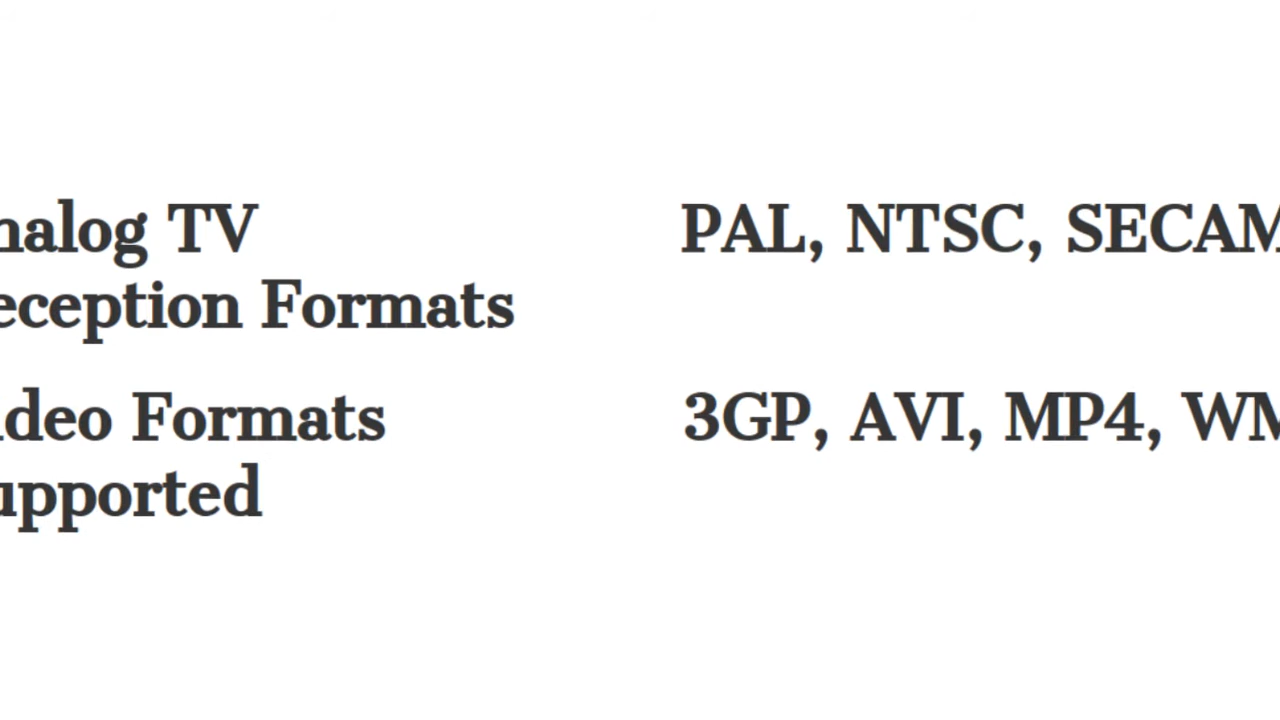 nalog TV
eception Formats
PAL, NTSC, SECAM
ideo Formats
upported
3GP, AVI, MP4, WM